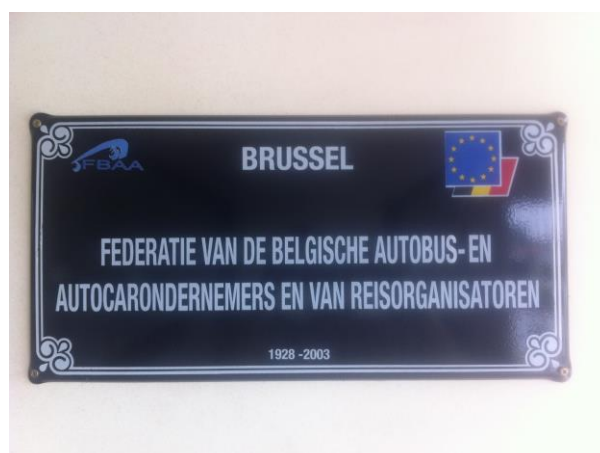 FBAA
BRUSSEL
FEDERATIE VAN DE BELGISCHE AUTOBUS- EN
AUTOCARONDERNEMERS EN VAN REISORGANISATOREN
1928 -2003